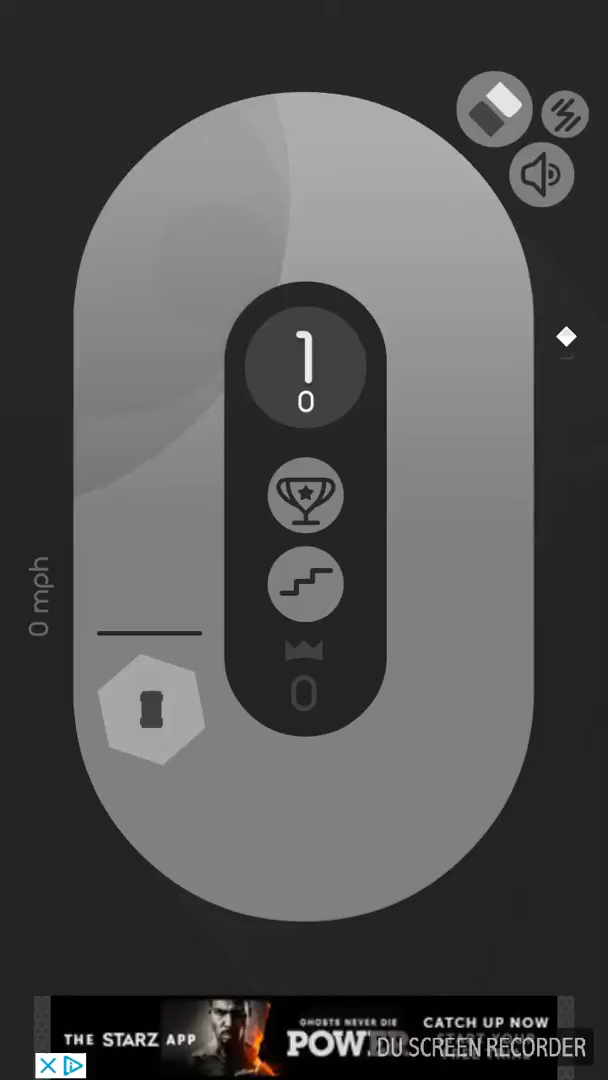 1
0
0 mph
0
THE STARZ APP
GHOSTS NEVER DIE
POW
CATCH UP NOW
DU SCREEN RECORDER